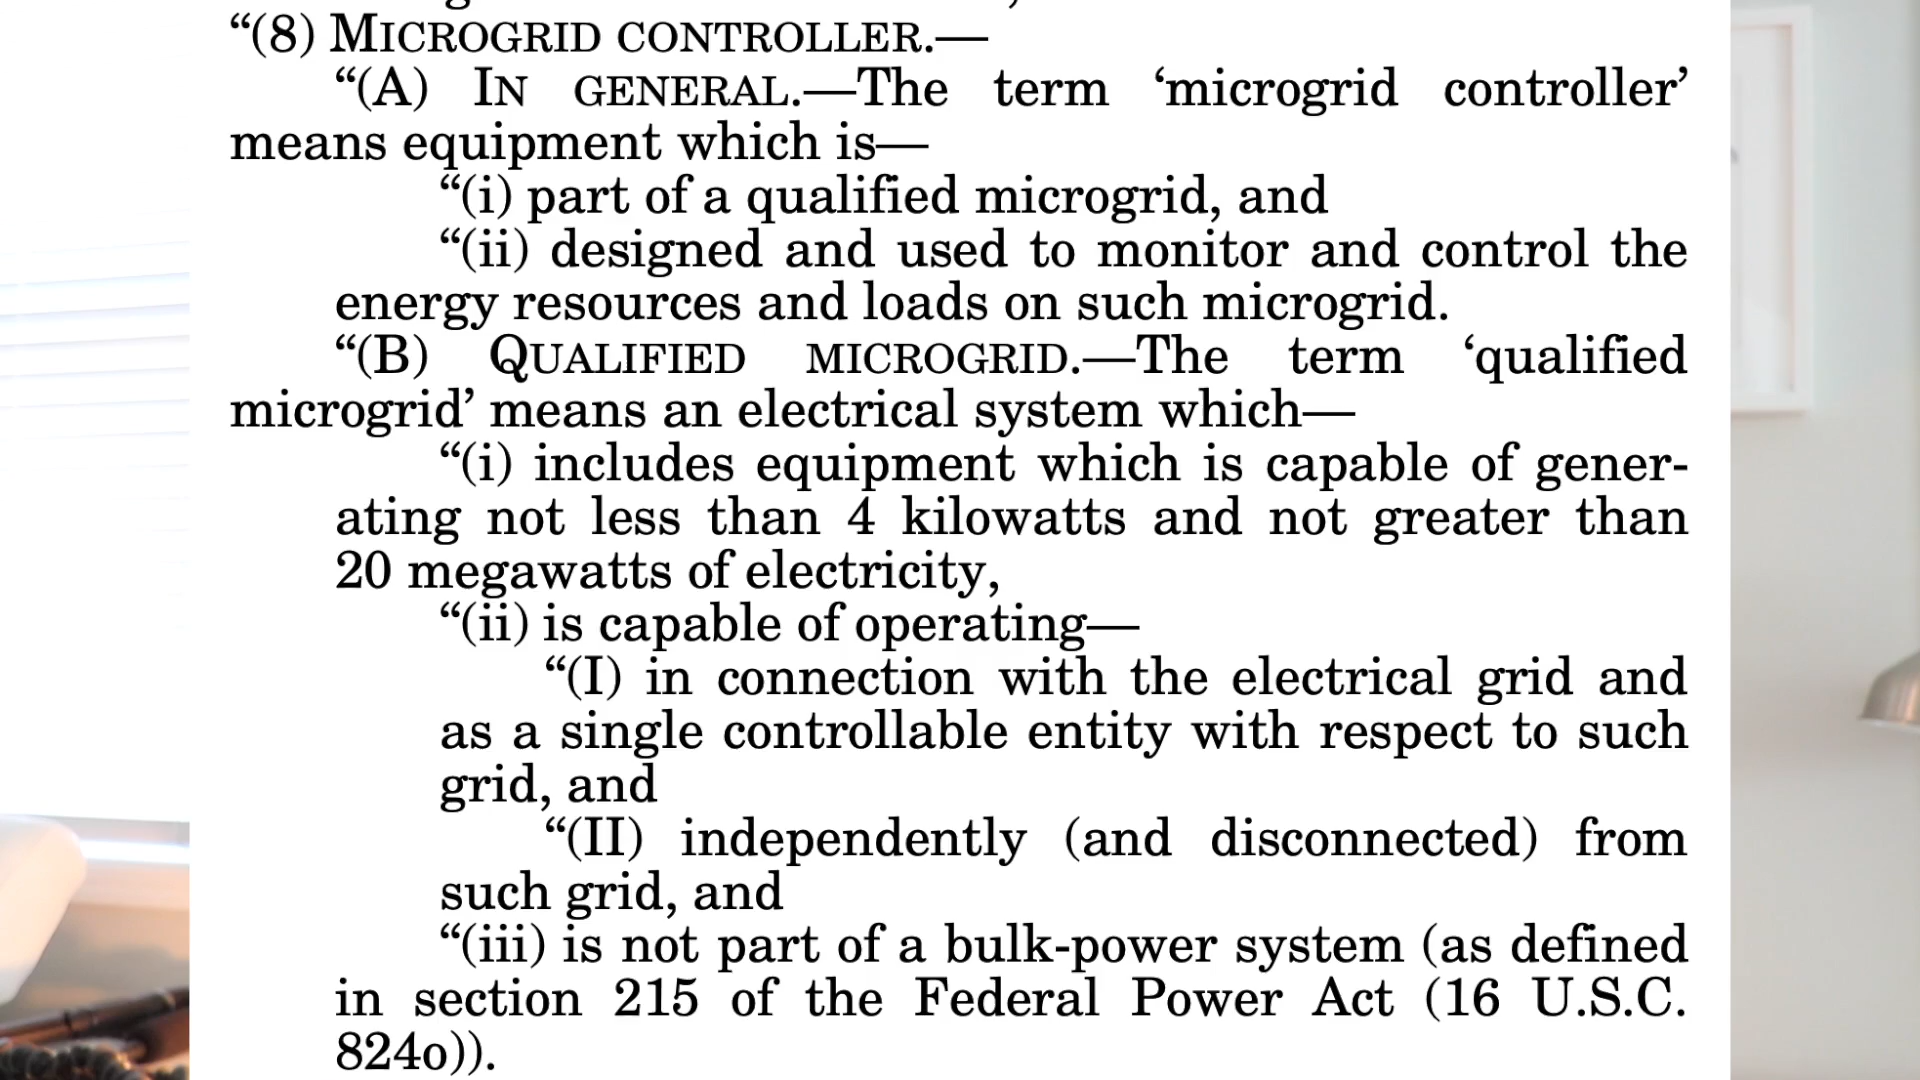 “(8) MICROGRID CONTROLLER.—
“(A) IN GENERAL.—The term ‘microgrid controller’
means equipment which is—
“(i) part of a qualified microgrid, and
“(ii) designed and used to monitor and control the
energy resources and loads on such microgrid.
“(B) QUALIFIED MICROGRID.—The term ‘qualified
microgrid’ means an electrical system which—
“(i) includes equipment which is capable of gener-
ating not less than 4 kilowatts and not greater than
20 megawatts of electricity,
“(ii) is capable of operating—
“(I) in connection with the electrical grid and
as a single controllable entity with respect to such
grid, and
“(II) independently (and disconnected) from
such grid, and
“(iii) is not part of a bulk-power system (as defined
in section 215 of the Federal Power Act (16 U.S.C.
824o)).